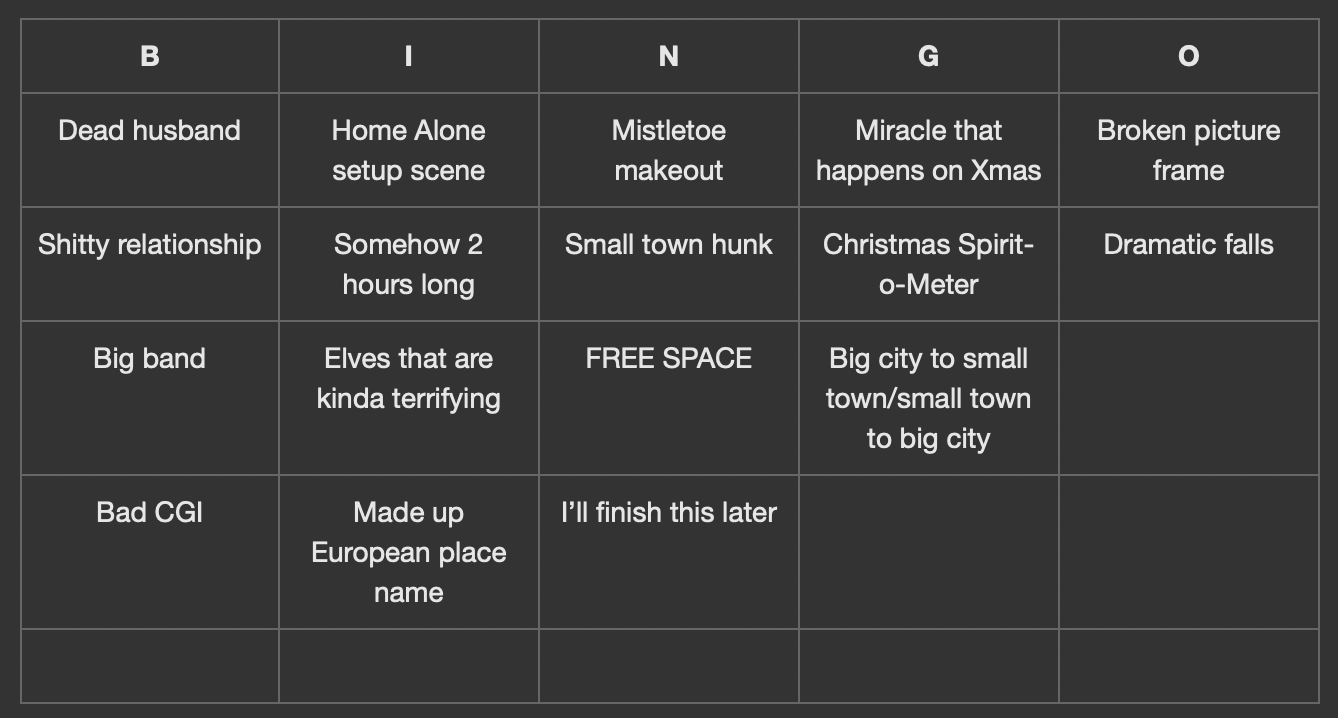 B I N G O
Dead husband
Home Alone
setup scene
Mistletoe
makeout
Miracle that
happens on Xmas
Broken picture
frame
Shitty relationship
Somehow 2
hours long
Small town hunk
Christmas Spirit-
o-Meter
Dramatic falls
Big band
Elves that are
kinda terrifying
FREE SPACE
Big city to small
town/small town
to big city
Bad CGI
Made up
European place
name
I’ll finish this later